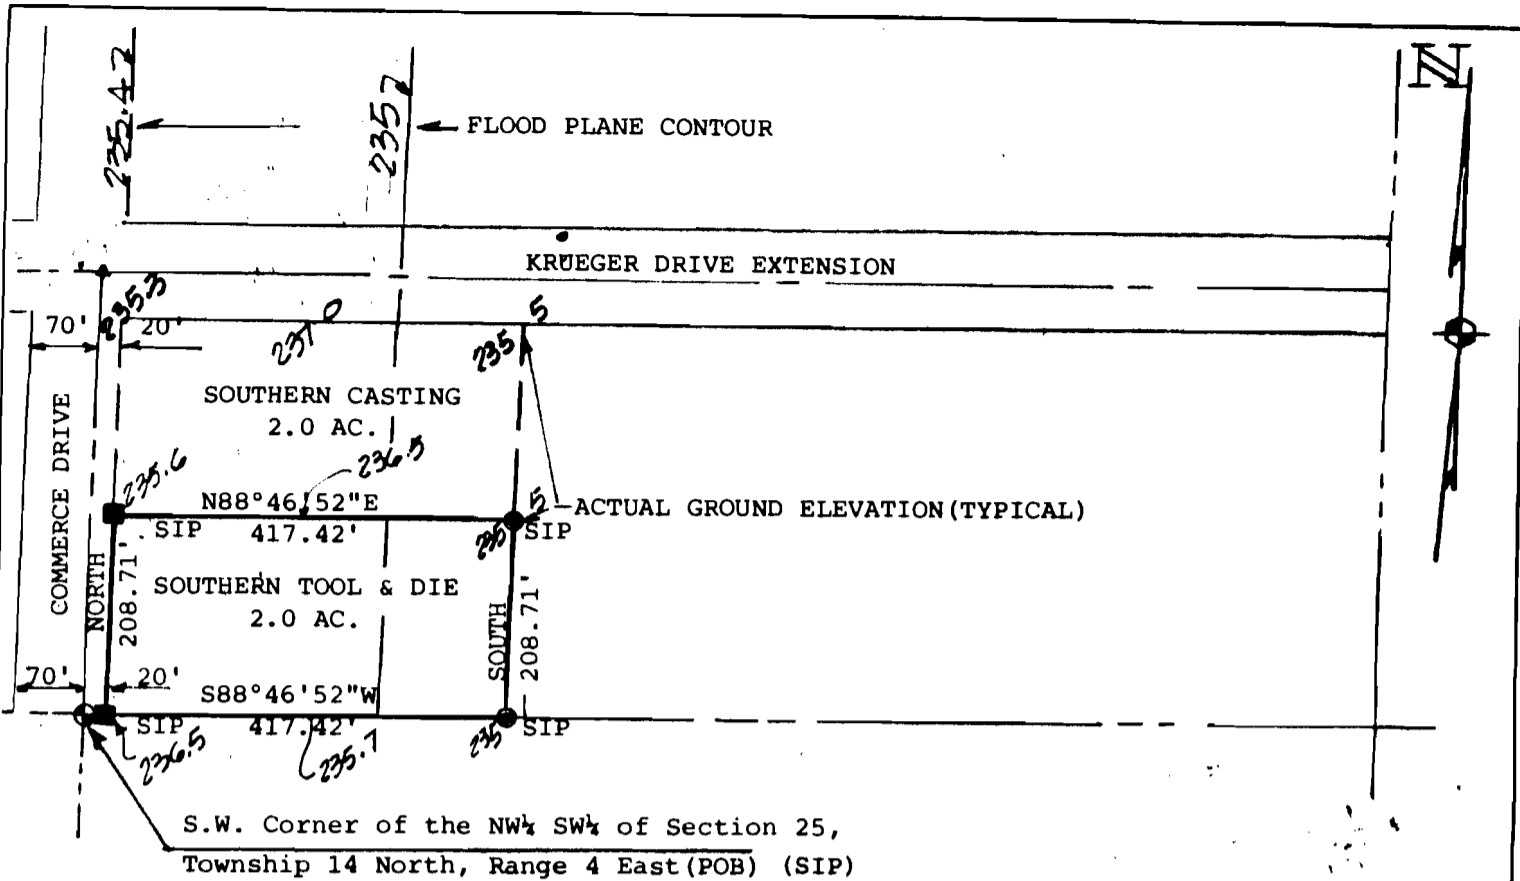 N
235.47
2357
FLOOD PLANE CONTOUR
KRUEGER DRIVE EXTENSION
235.3
70'
20'
237.0
235.5
SOUTHERN CASTING
2.0 AC.
COMMERCE DRIVE
235.6
236.5
N88°46'52"E
SIP
417.42'
235.5
SIP
ACTUAL GROUND ELEVATION(TYPICAL)
NORTH
208.71'
SOUTHERN TOOL & DIE
2.0 AC.
SOUTH
208.71'
70'
20'
S88°46'52"W
SIP
417.42'
235
SIP
236.5
235.7
S.W. Corner of the NW¼ SW¼ of Section 25,
Township 14 North, Range 4 East(POB) (SIP)